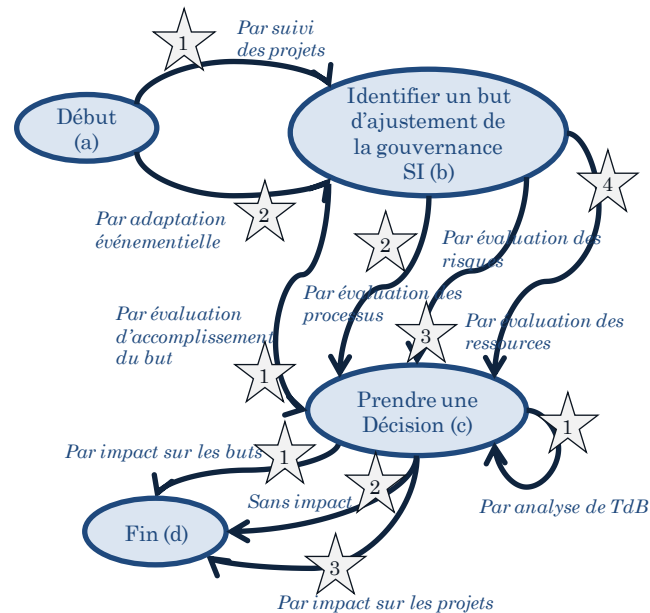 1
Par suivi
des projets
Début
(a)
Identifier un but
d'ajustement de
la gouvernance
SI (b)
4
2
Par adaptation
événementielle
2
Par évaluation des
risques
Par évaluation des
processus
Par évaluation
d'accomplissement
du but
3
Par évaluation des
ressources
1
Prendre une
Décision (c)
1
Par impact sur les buts
1
Sans impact
2
Par analyse de TdB
Fin (d)
3
Par impact sur les projets